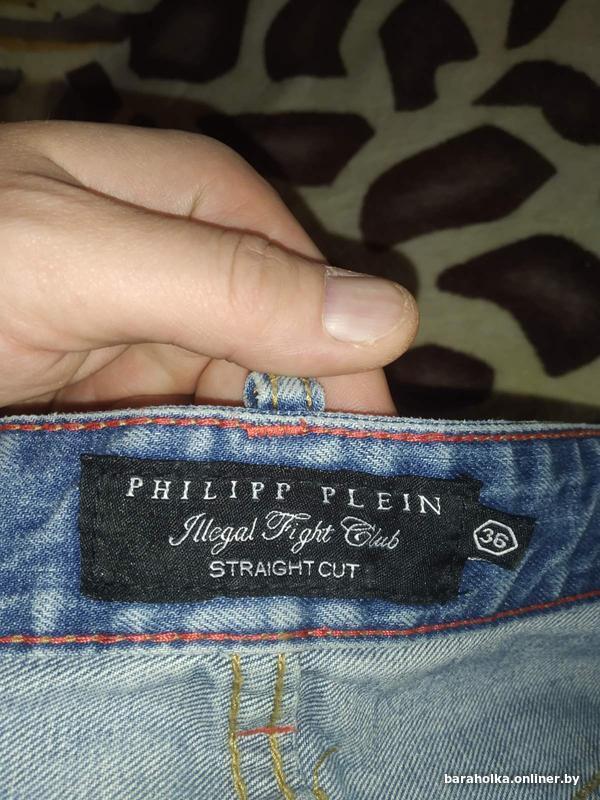 PHILIPP PLEIN
Illegal Fight Club
STRAIGHT CUT
36
baraholka.onliner.by